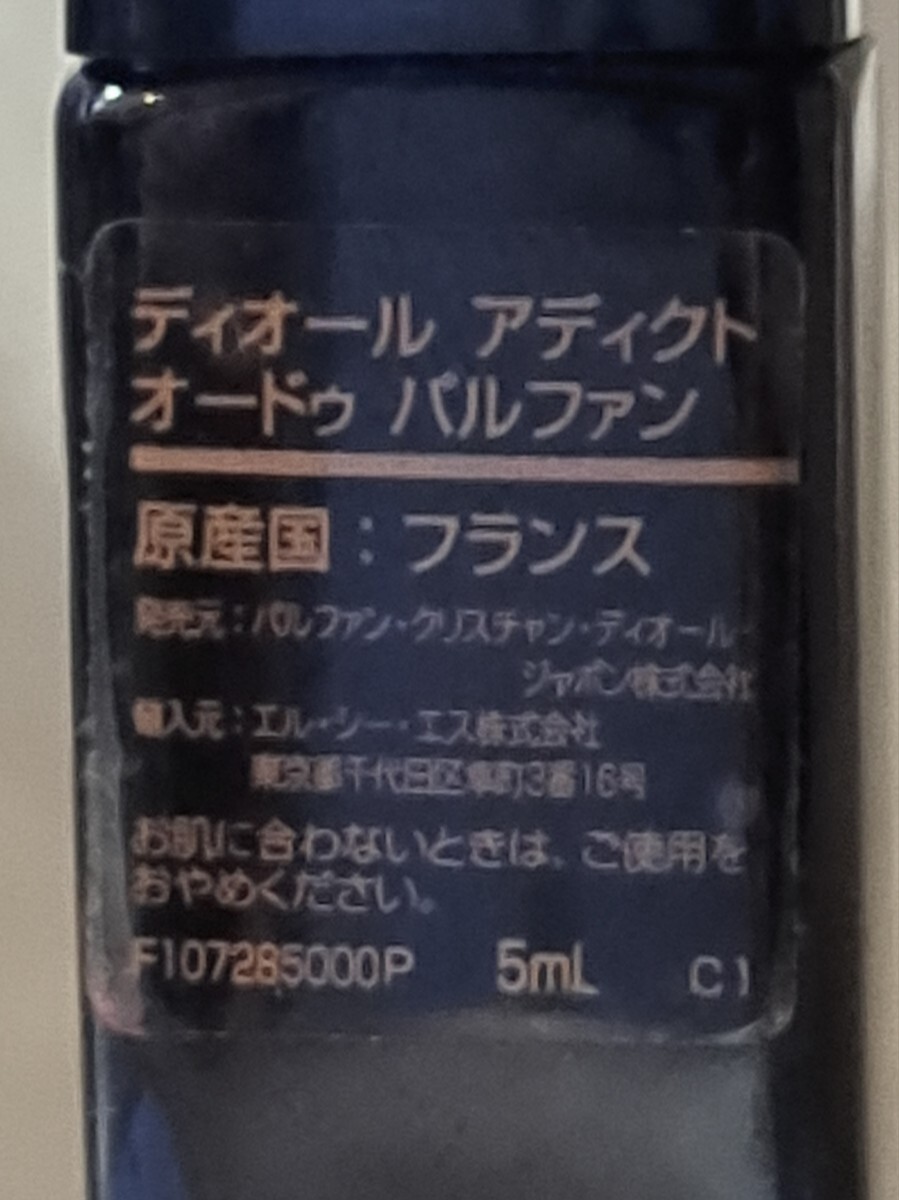 ディオール アディクト
オードゥ パルファン
原産国：フランス
発売元：パルファン・クリスチャン・ディオール・
ジャポン株式会社
輸入元：エル・シー・エス株式会社
東京都千代田区麹町3番16号
お肌に合わないときは、ご使用を
おやめください。
F107285000P 5mL C1